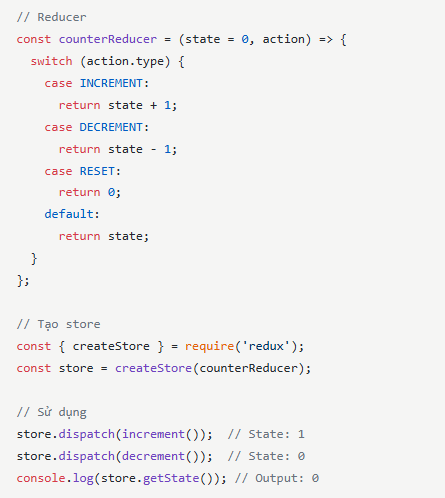 // Reducer
const counterReducer = (state = 0, action) => {
  switch (action.type) {
    case INCREMENT:
      return state + 1;
    case DECREMENT:
      return state - 1;
    case RESET:
      return 0;
    default:
      return state;
  }
};

// Tạo store
const { createStore } = require('redux');
const store = createStore(counterReducer);

// Sử dụng
store.dispatch(increment());  // State: 1
store.dispatch(decrement());  // State: 0
console.log(store.getState()); // Output: 0